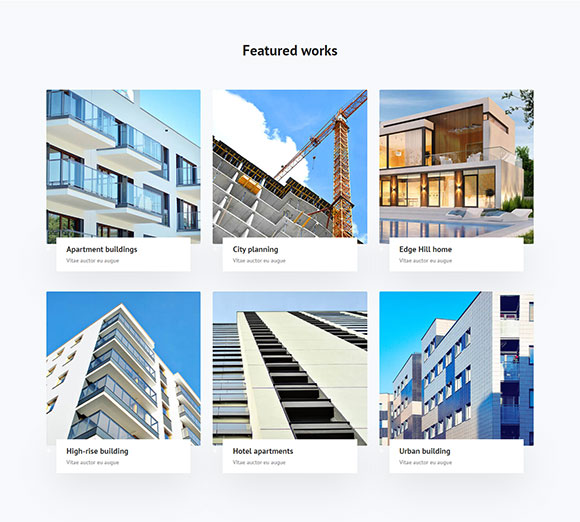 Featured works
Apartment buildings
Vitae auctor eu augue
City planning
Vitae auctor eu augue
Edge Hill home
Vitae auctor eu augue
High-rise building
Vitae auctor eu augue
Hotel apartments
Vitae auctor eu augue
Urban building
Vitae auctor eu augue